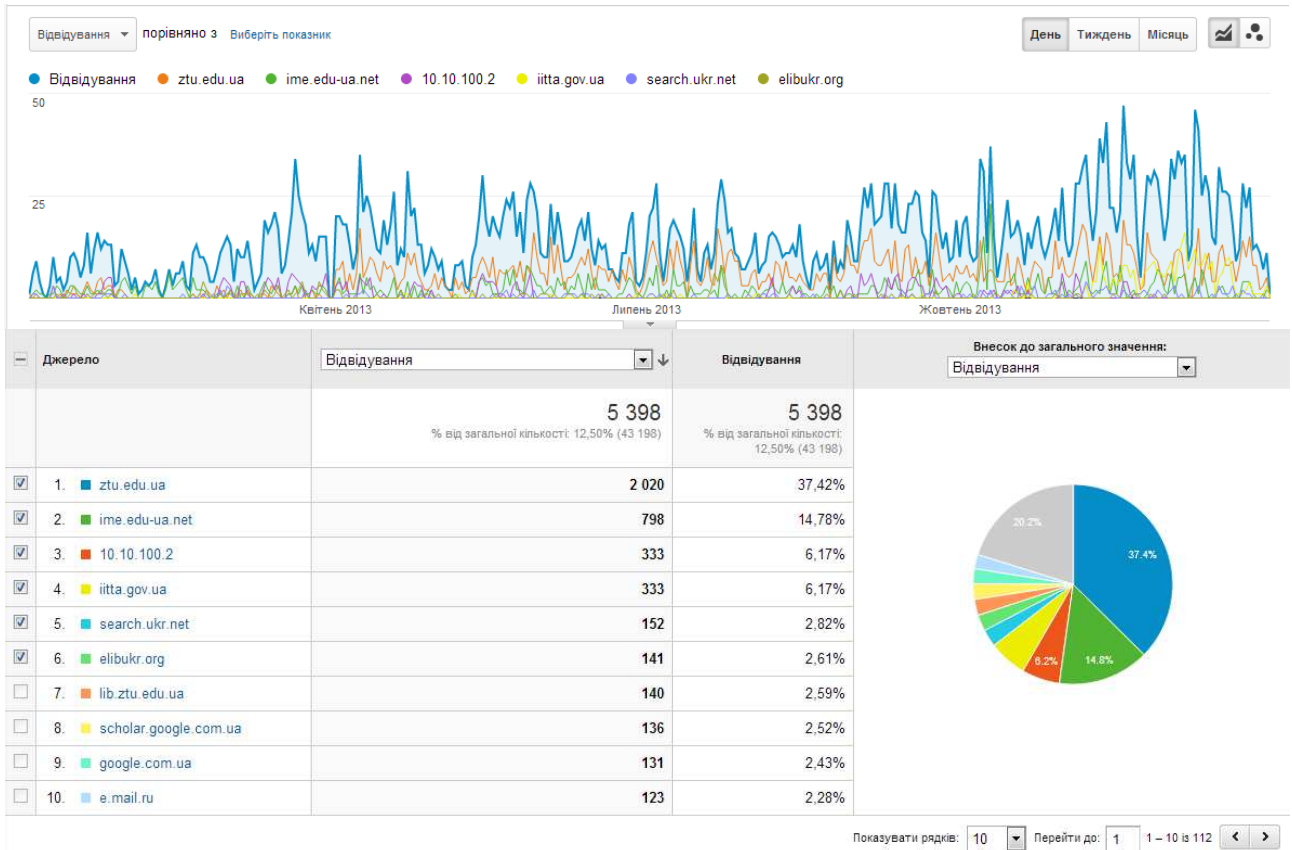 Відвідування порівняно з Виберіть показник День Тиждень Місяць
Відвідування ztu.edu.ua ime.edu-ua.net 10.10.100.2 iitta.gov.ua search.ukr.net elibukr.org
50
25
Квітень 2013 Липень 2013 Жовтень 2013
Джерело Відвідування Відвідування Внесок до загального значення:
Відвідування
5 398 5 398
% від загальної кількості: 12,50% (43 198) % від загальної кількості:
12,50% (43 198)
1. ztu.edu.ua 2 020 37,42%
2. ime.edu-ua.net 798 14,78%
3. 10.10.100.2 333 6,17%
4. iitta.gov.ua 333 6,17%
5. search.ukr.net 152 2,82%
6. elibukr.org 141 2,61%
7. lib.ztu.edu.ua 140 2,59%
8. scholar.google.com.ua 136 2,52%
9. google.com.ua 131 2,43%
10. e.mail.ru 123 2,28%
20.2%
37.4%
6.2% 14.8%
Показувати рядків: 10 Перейти до: 1 1 – 10 із 112